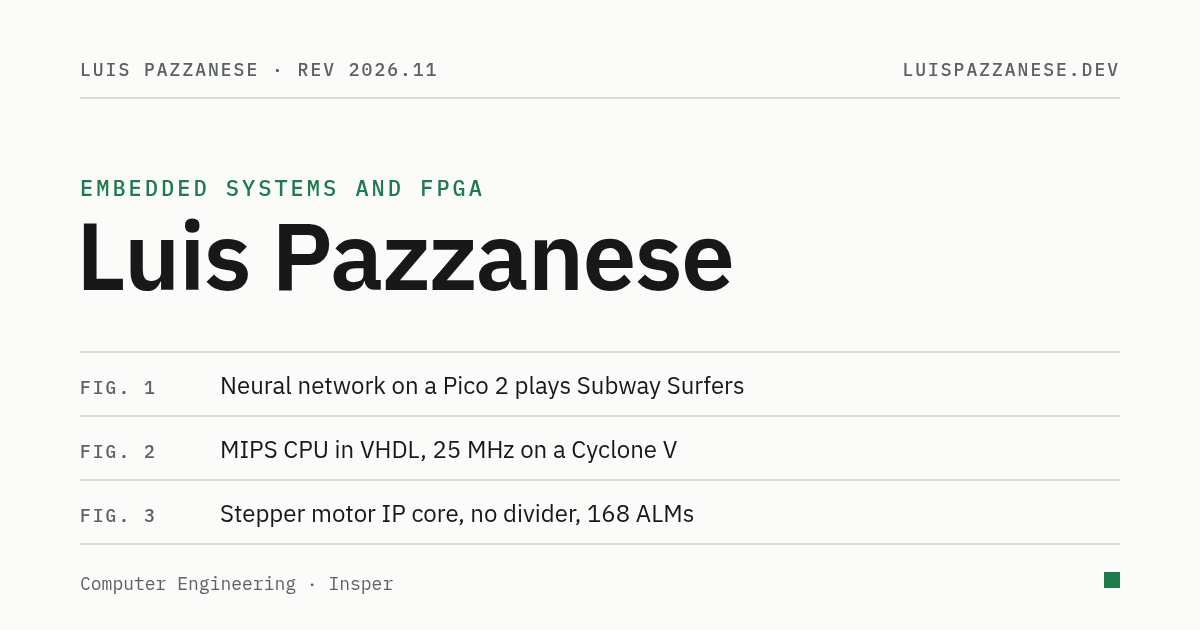 LUIS PAZZANESE · REV 2026.11
LUISPAZZANESE.DEV
EMBEDDED SYSTEMS AND FPGA
Luis Pazzanese
FIG. 1 Neural network on a Pico 2 plays Subway Surfers
FIG. 2 MIPS CPU in VHDL, 25 MHz on a Cyclone V
FIG. 3 Stepper motor IP core, no divider, 168 ALMs
Computer Engineering · Insper